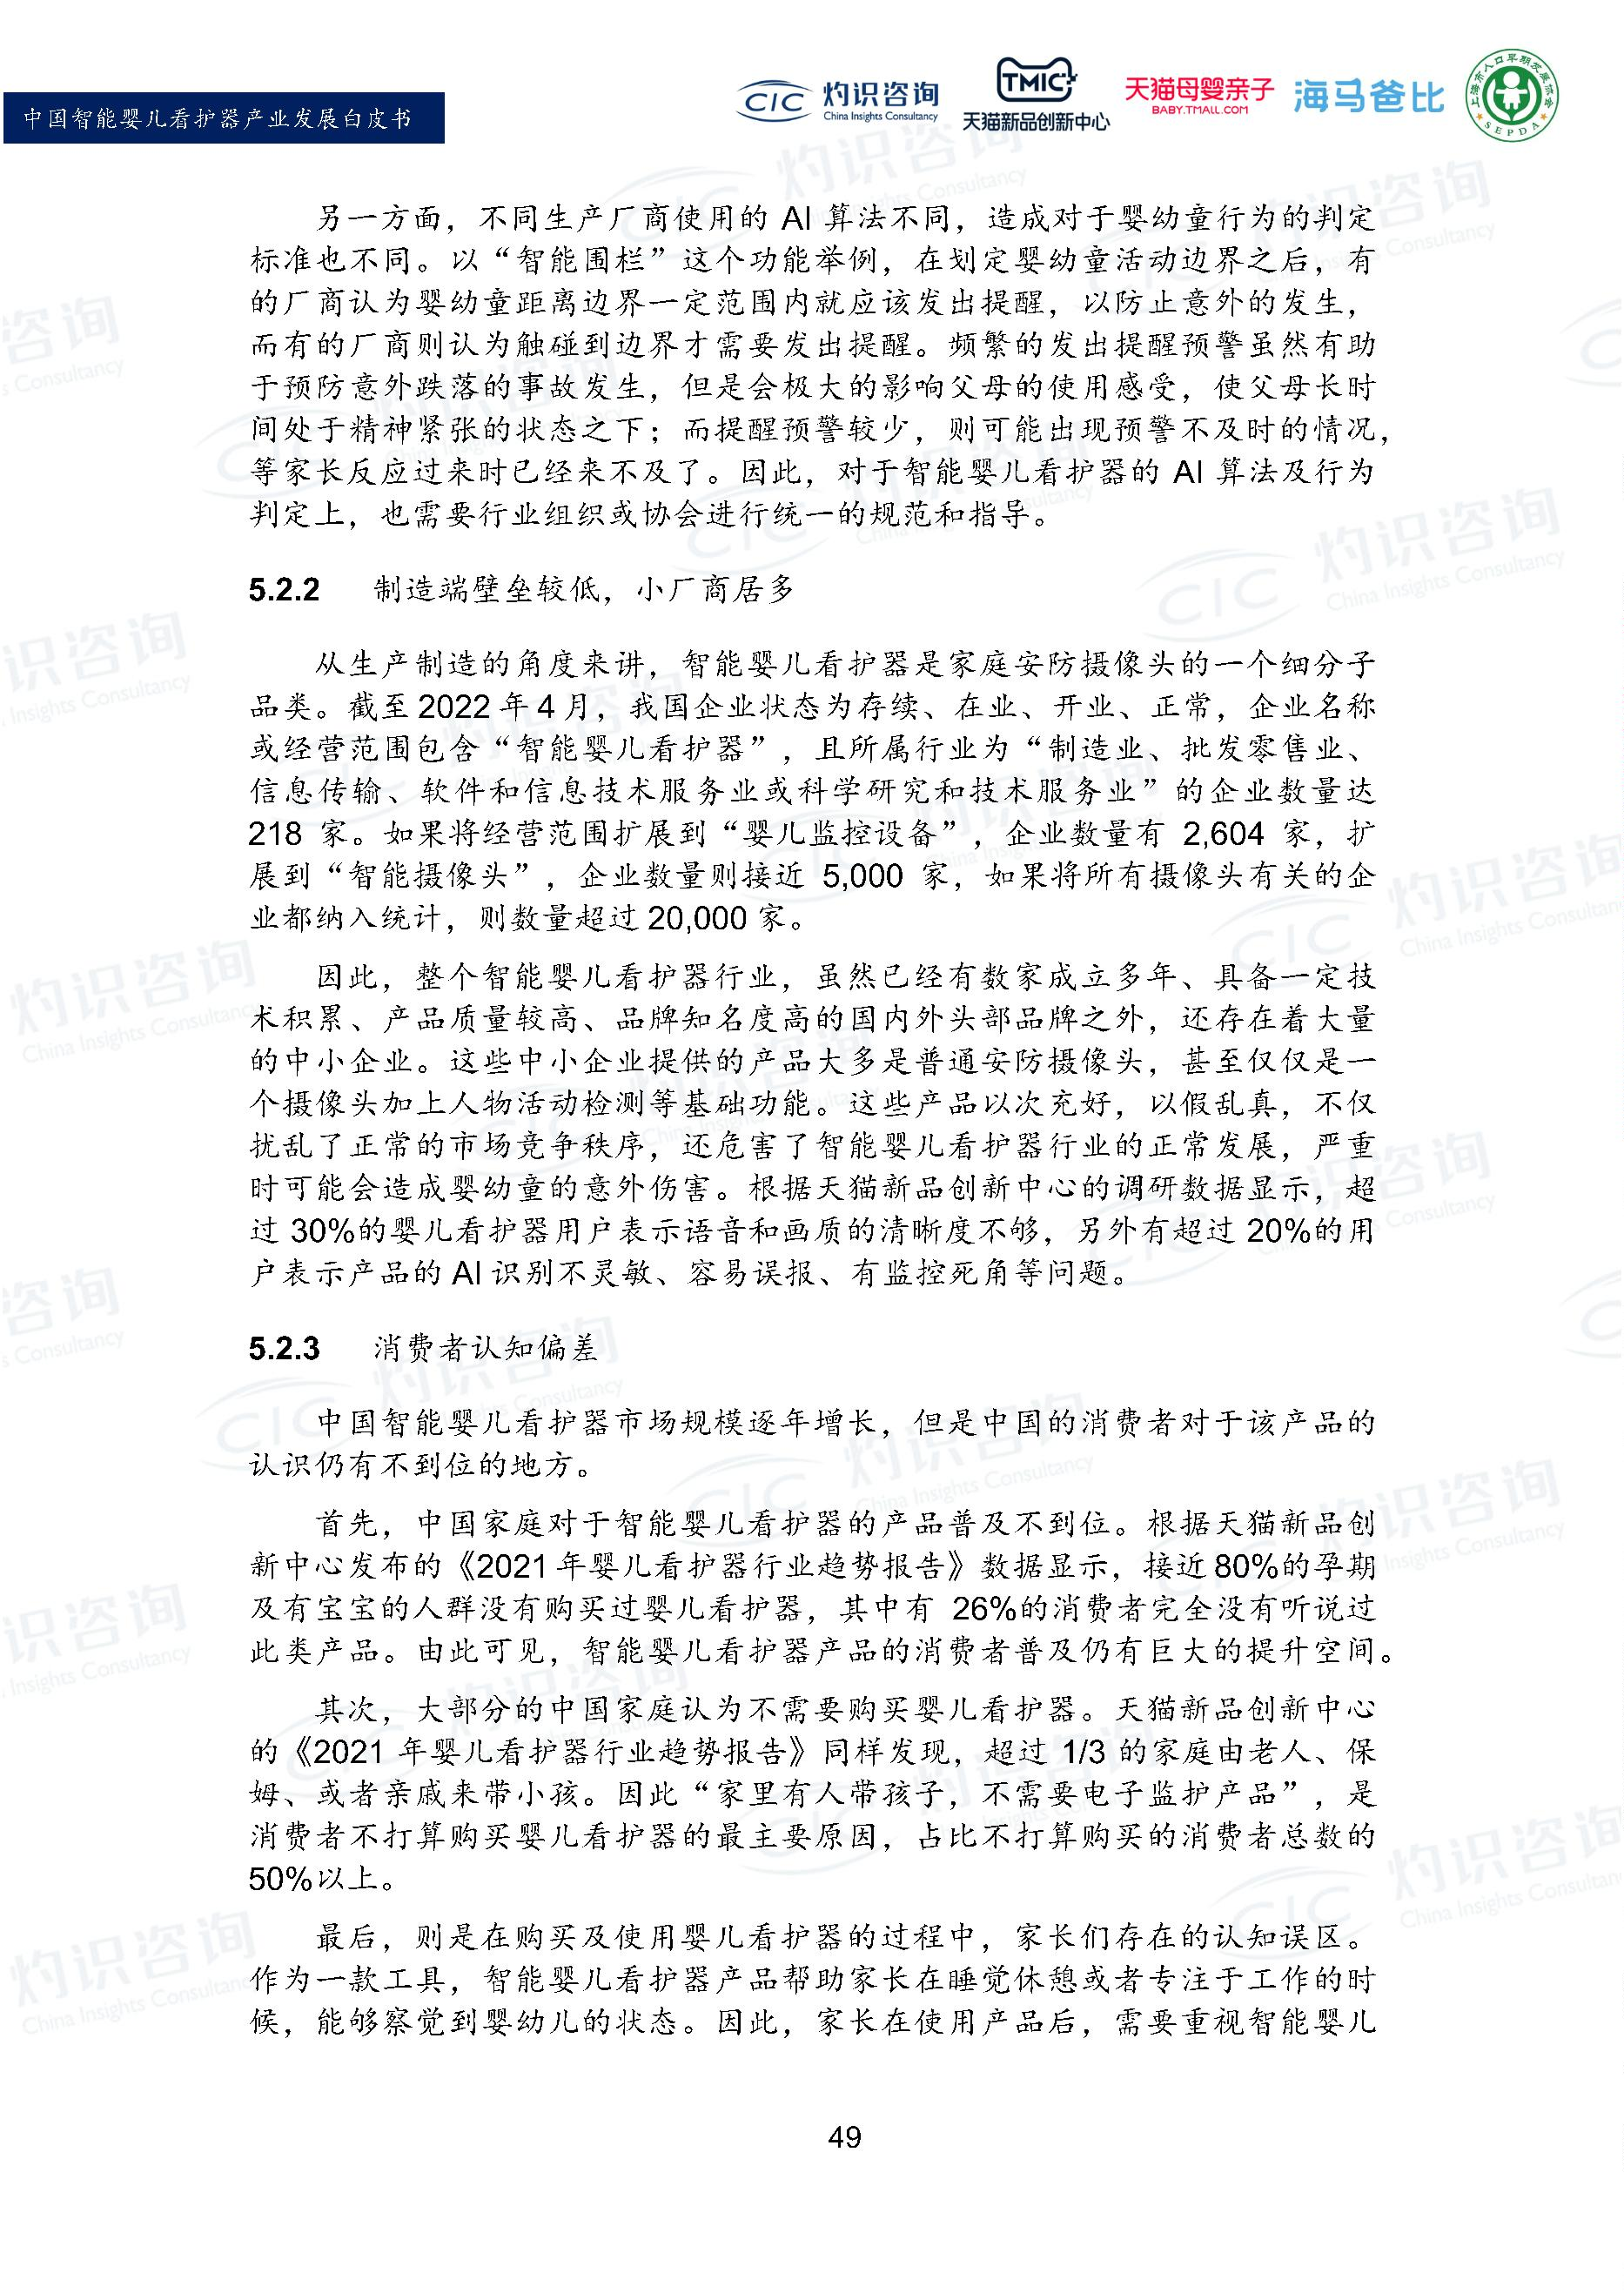 中国智能婴儿看护器产业发展白皮书
CIC 灼识咨询
China Insights Consultancy
TMIC
天猫新品创新中心
天猫母婴亲子
BABY.TMALL.COM
海马爸比
上海市人口早期发展协会
SEPDA
另一方面，不同生产厂商使用的 AI 算法不同，造成对于婴幼童行为的判定
标准也不同。以“智能围栏”这个功能举例，在划定婴幼童活动边界之后，有
的厂商认为婴幼童距离边界一定范围内就应该发出提醒，以防止意外的发生，
而有的厂商则认为触碰到边界才需要发出提醒。频繁的发出提醒预警虽然有助
于预防意外跌落的事故发生，但是会极大的影响父母的使用感受，使父母长时
间处于精神紧张的状态之下；而提醒预警较少，则可能出现预警不及时的情况，
等家长反应过来时已经来不及了。因此，对于智能婴儿看护器的 AI 算法及行为
判定上，也需要行业组织或协会进行统一的规范和指导。
5.2.2 制造端壁垒较低，小厂商居多
从生产制造的角度来讲，智能婴儿看护器是家庭安防摄像头的一个细分子
品类。截至 2022 年 4 月，我国企业状态为存续、在业、开业、正常，企业名称
或经营范围包含“智能婴儿看护器”，且所属行业为“制造业、批发零售业、
信息传输、软件和信息技术服务业或科学研究和技术服务业”的企业数量达
218 家。如果将经营范围扩展到“婴儿监控设备”，企业数量有 2,604 家，扩
展到“智能摄像头”，企业数量则接近 5,000 家，如果将所有摄像头有关的企
业都纳入统计，则数量超过 20,000 家。
因此，整个智能婴儿看护器行业，虽然已经有数家成立多年、具备一定技
术积累、产品质量较高、品牌知名度高的国内外头部品牌之外，还存在着大量
的中小企业。这些中小企业提供的产品大多是普通安防摄像头，甚至仅仅是一
个摄像头加上人物活动检测等基础功能。这些产品以次充好，以假乱真，不仅
扰乱了正常的市场竞争秩序，还危害了智能婴儿看护器行业的正常发展，严重
时可能会造成婴幼童的意外伤害。根据天猫新品创新中心的调研数据显示，超
过 30%的婴儿看护器用户表示语音和画质的清晰度不够，另外有超过 20%的用
户表示产品的 AI 识别不灵敏、容易误报、有监控死角等问题。
5.2.3 消费者认知偏差
中国智能婴儿看护器市场规模逐年增长，但是中国的消费者对于该产品的
认识仍有不到位的地方。
首先，中国家庭对于智能婴儿看护器的产品普及不到位。根据天猫新品创
新中心发布的《2021 年婴儿看护器行业趋势报告》数据显示，接近 80%的孕期
及有宝宝的人群没有购买过婴儿看护器，其中有 26%的消费者完全没有听说过
此类产品。由此可见，智能婴儿看护器产品的消费者普及仍有巨大的提升空间。
其次，大部分的中国家庭认为不需要购买婴儿看护器。天猫新品创新中心
的《2021 年婴儿看护器行业趋势报告》同样发现，超过 1/3 的家庭由老人、保
姆、或者亲戚来带小孩。因此“家里有人带孩子，不需要电子监护产品”，是
消费者不打算购买婴儿看护器的最主要原因，占比不打算购买的消费者总数的
50%以上。
最后，则是在购买及使用婴儿看护器的过程中，家长们存在的认知误区。
作为一款工具，智能婴儿看护器产品帮助家长在睡觉休憩或者专注于工作的时
候，能够察觉到婴幼儿的状态。因此，家长在使用产品后，需要重视智能婴儿
49